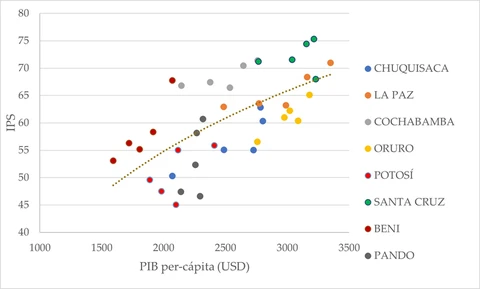 80
75
70
65
60
55
50
45
40
IPS
1000
1500
2000
2500
3000
3500
PIB per-cápita (USD)
CHUQUISACA
LA PAZ
COCHABAMBA
ORURO
POTOSÍ
SANTA CRUZ
BENI
PANDO